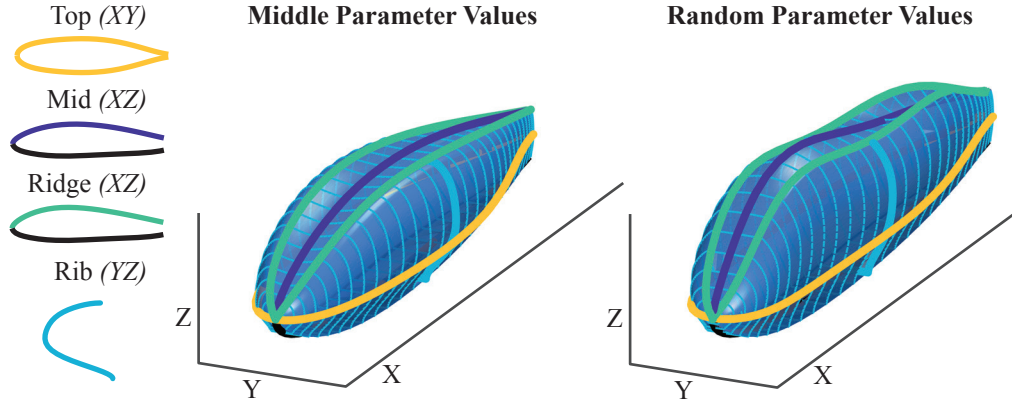 Top (XY)
Mid (XZ)
Ridge (XZ)
Rib (YZ)
Middle Parameter Values
Z
Y
X
Random Parameter Values
Z
Y
X